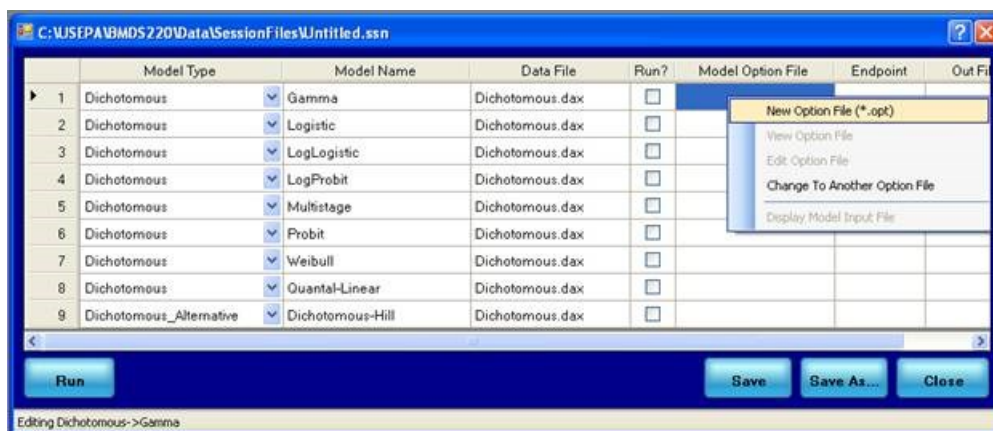 C:\USEPA\BMDS220\Data\SessionFiles\Untitled.ssn
Model Type Model Name Data File Run? Model Option File Endpoint Out Fil
1 Dichotomous Gamma Dichotomous.dax
New Option File (*.opt)
2 Dichotomous Logistic Dichotomous.dax
View Option File
3 Dichotomous LogLogistic Dichotomous.dax
Edit Option File
4 Dichotomous LogProbit Dichotomous.dax
Change To Another Option File
5 Dichotomous Multistage Dichotomous.dax
Display Model Input File
6 Dichotomous Probit Dichotomous.dax
7 Dichotomous Weibull Dichotomous.dax
8 Dichotomous Quantal-Linear Dichotomous.dax
9 Dichotomous_Alternative Dichotomous-Hill Dichotomous.dax
Run Save Save As... Close
Editing Dichotomous->Gamma